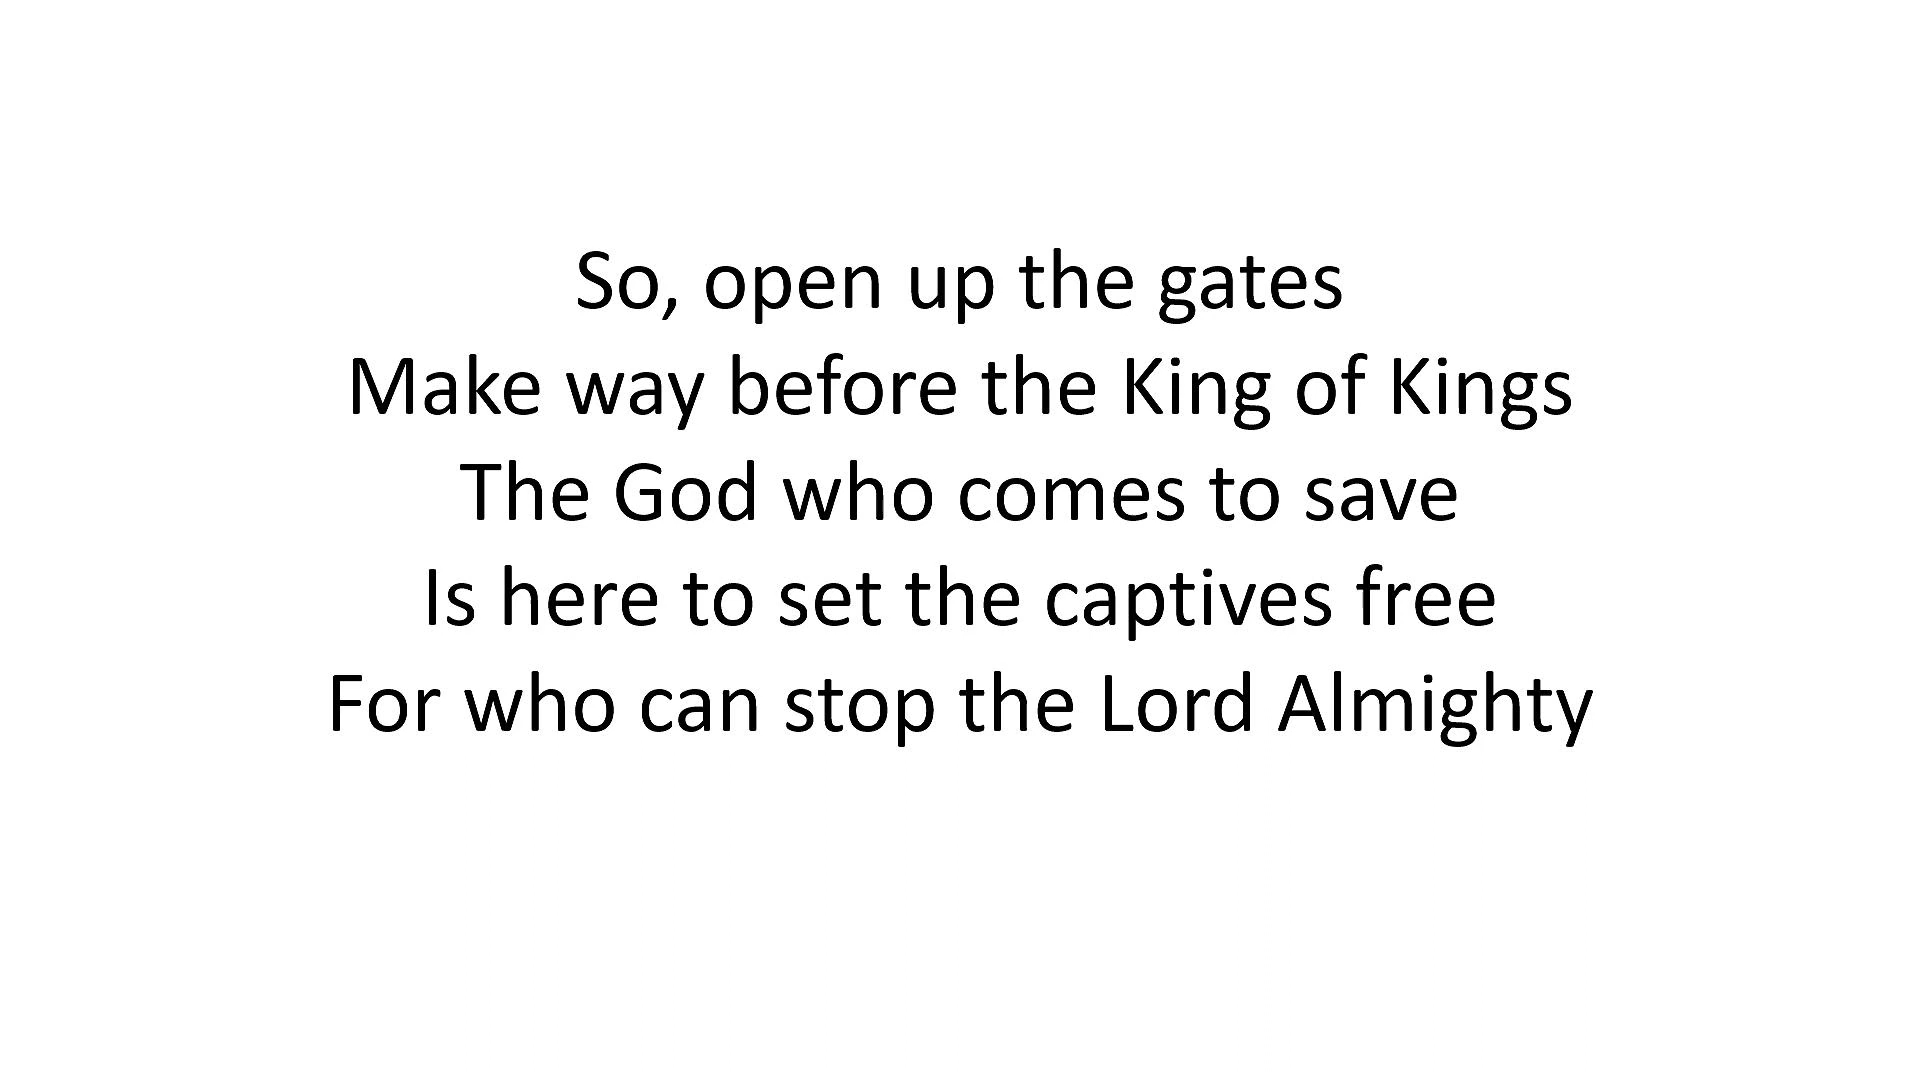 So, open up the gates
Make way before the King of Kings
The God who comes to save
Is here to set the captives free
For who can stop the Lord Almighty